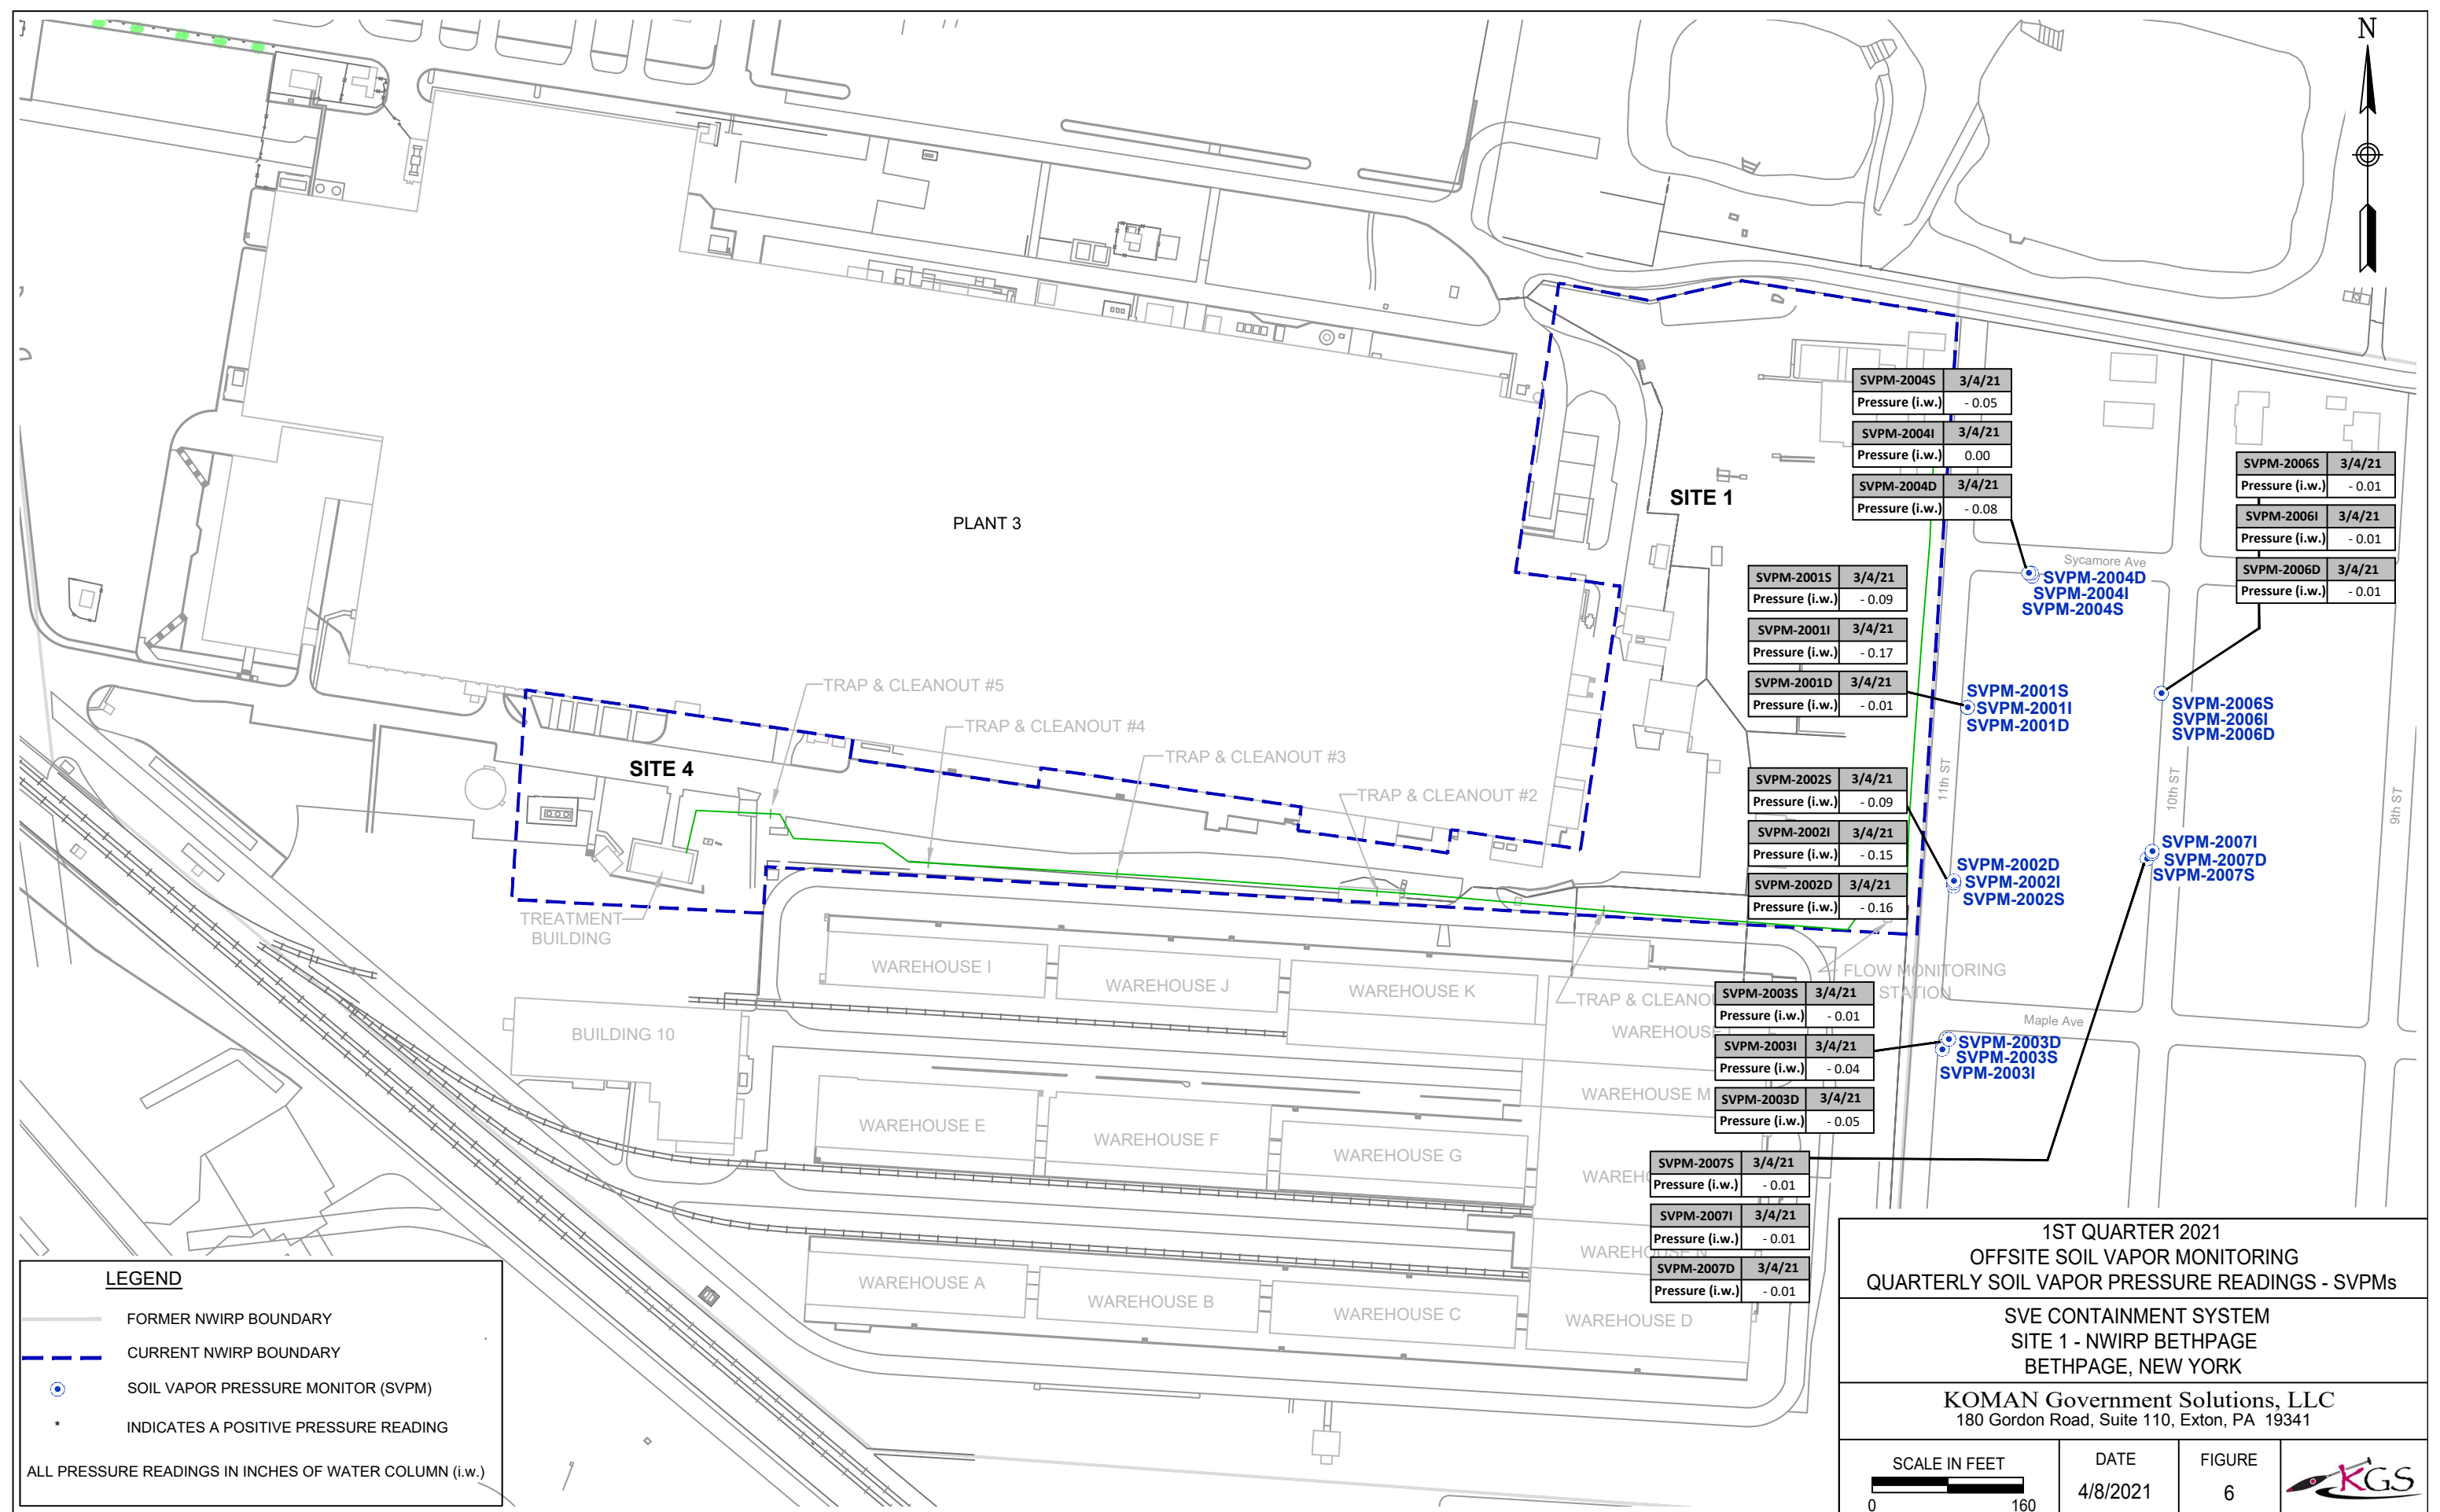 N
PLANT 3
SITE 1
SITE 4
SVPM-2004S 3/4/21
Pressure (i.w.) - 0.05
SVPM-2004I 3/4/21
Pressure (i.w.) 0.00
SVPM-2004D 3/4/21
Pressure (i.w.) - 0.08
SVPM-2006S 3/4/21
Pressure (i.w.) - 0.01
SVPM-2006I 3/4/21
Pressure (i.w.) - 0.01
SVPM-2006D 3/4/21
Pressure (i.w.) - 0.01
Sycamore Ave
SVPM-2004D
SVPM-2004I
SVPM-2004S
SVPM-2001S 3/4/21
Pressure (i.w.) - 0.09
SVPM-2001I 3/4/21
Pressure (i.w.) - 0.17
SVPM-2001D 3/4/21
Pressure (i.w.) - 0.01
SVPM-2001S
SVPM-2001I
SVPM-2001D
SVPM-2006S
SVPM-2006I
SVPM-2006D
TRAP & CLEANOUT #5
TRAP & CLEANOUT #4
TRAP & CLEANOUT #3
TRAP & CLEANOUT #2
11th ST
10th ST
9th ST
SVPM-2002S 3/4/21
Pressure (i.w.) - 0.09
SVPM-2002I 3/4/21
Pressure (i.w.) - 0.15
SVPM-2002D 3/4/21
Pressure (i.w.) - 0.16
SVPM-2007I
SVPM-2007D
SVPM-2007S
SVPM-2002D
SVPM-2002I
SVPM-2002S
TREATMENT
BUILDING
FLOW MONITORING
STATION
TRAP & CLEANO
WAREHOUSE I
WAREHOUSE J
WAREHOUSE K
WAREHOUSE
BUILDING 10
Maple Ave
SVPM-2003S 3/4/21
Pressure (i.w.) - 0.01
SVPM-2003I 3/4/21
Pressure (i.w.) - 0.04
SVPM-2003D 3/4/21
Pressure (i.w.) - 0.05
SVPM-2003D
SVPM-2003S
SVPM-2003I
WAREHOUSE M
WAREHOUSE E
WAREHOUSE F
WAREHOUSE G
WAREH
SVPM-2007S 3/4/21
Pressure (i.w.) - 0.01
SVPM-2007I 3/4/21
Pressure (i.w.) - 0.01
SVPM-2007D 3/4/21
Pressure (i.w.) - 0.01
WAREHOUSE N
WAREHOUSE A
WAREHOUSE B
WAREHOUSE C
WAREHOUSE D
LEGEND
FORMER NWIRP BOUNDARY
CURRENT NWIRP BOUNDARY
SOIL VAPOR PRESSURE MONITOR (SVPM)
* INDICATES A POSITIVE PRESSURE READING
ALL PRESSURE READINGS IN INCHES OF WATER COLUMN (i.w.)
1ST QUARTER 2021
OFFSITE SOIL VAPOR MONITORING
QUARTERLY SOIL VAPOR PRESSURE READINGS - SVPMs
SVE CONTAINMENT SYSTEM
SITE 1 - NWIRP BETHPAGE
BETHPAGE, NEW YORK
KOMAN Government Solutions, LLC
180 Gordon Road, Suite 110, Exton, PA 19341
SCALE IN FEET
0 160
DATE
4/8/2021
FIGURE
6
KGS